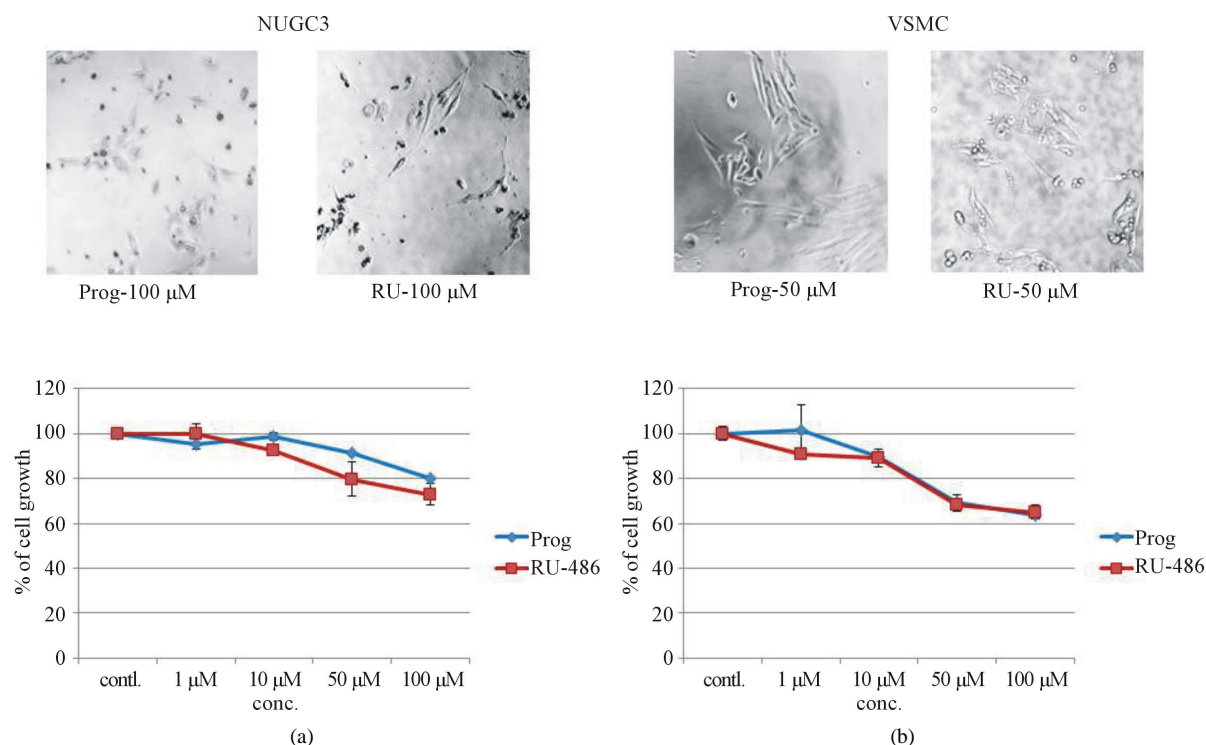 NUGC3
Prog-100 μM
RU-100 μM
% of cell growth
120
100
80
60
40
20
0
contl.
1 μM
10 μM
50 μM
100 μM
conc.
Prog
RU-486
(a)
VSMC
Prog-50 μM
RU-50 μM
% of cell growth
120
100
80
60
40
20
0
contl.
1 μM
10 μM
50 μM
100 μM
conc.
Prog
RU-486
(b)